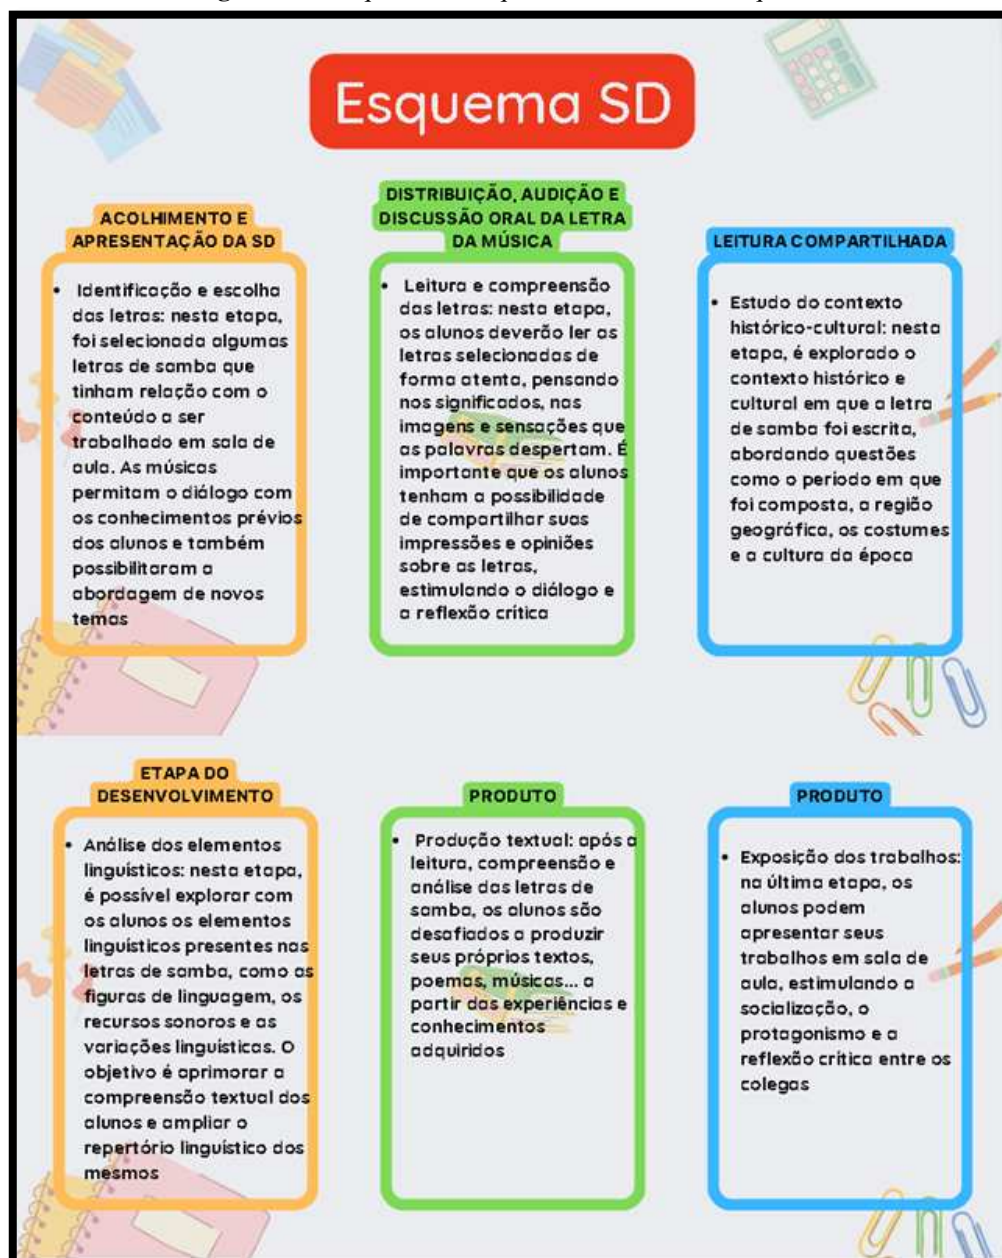 Esquema SD
ACOLHIMENTO E
APRESENTAÇÃO DA SD
• Identificação e escolha
das letras: nesta etapa,
foi selecionada algumas
letras de samba que
tinham relação com o
conteúdo a ser
trabalhado em sala de
aula. As músicas
permitam o diálogo com
os conhecimentos prévios
dos alunos e também
possibilitaram a
abordagem de novos
temas
DISTRIBUIÇÃO, AUDIÇÃO E
DISCUSSÃO ORAL DA LETRA
DA MÚSICA
• Leitura e compreensão
das letras: nesta etapa,
os alunos deverão ler as
letras selecionadas de
forma atenta, pensando
nos significados, nas
imagens e sensações que
as palavras despertam. É
importante que os alunos
tenham a possibilidade
de compartilhar suas
impressões e opiniões
sobre as letras,
estimulando o diálogo e
a reflexão crítica
LEITURA COMPARTILHADA
• Estudo do contexto
histórico-cultural: nesta
etapa, é explorado o
contexto histórico e
cultural em que a letra
de samba foi escrita,
abordando questões
como o período em que
foi composta, a região
geográfica, os costumes
e a cultura da época
ETAPA DO
DESENVOLVIMENTO
• Análise dos elementos
linguísticos: nesta etapa,
é possível explorar com
os alunos os elementos
linguísticos presentes nas
letras de samba, como as
figuras de linguagem, os
recursos sonoros e as
variações linguísticas. O
objetivo é aprimorar a
compreensão textual dos
alunos e ampliar o
repertório linguístico dos
mesmos
PRODUTO
• Produção textual: após a
leitura, compreensão e
análise das letras de
samba, os alunos são
desafiados a produzir
seus próprios textos,
poemas, músicas... a
partir das experiências e
conhecimentos
adquiridos
PRODUTO
• Exposição dos trabalhos:
na última etapa, os
alunos podem
apresentar seus
trabalhos em sala de
aula, estimulando a
socialização, o
protagonismo e a
reflexão crítica entre os
colegas